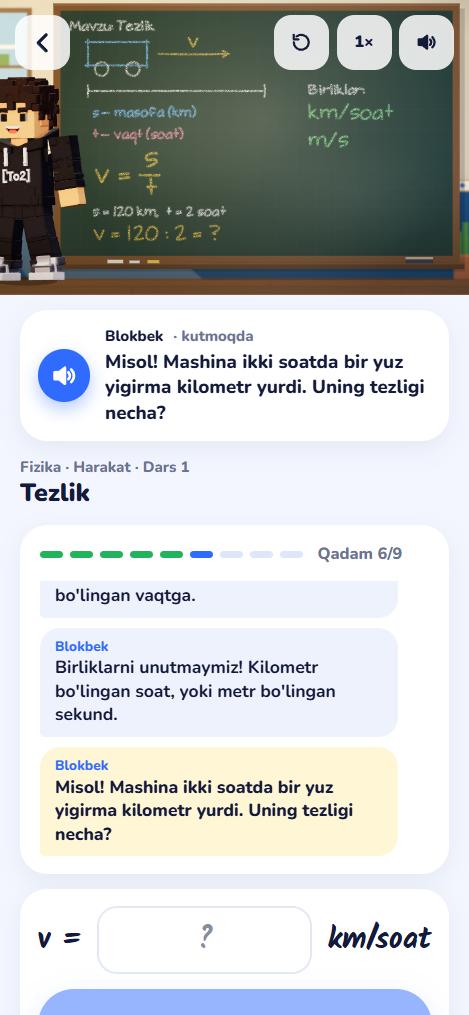 Mavzu: Tezlik
1×
v
Birliklar:
km/soat
m/s
s – masofa (km)
t – vaqt (soat)
v = s/t
s = 120 km, t = 2 soat
v = 120 : 2 = ?
[To2]
Blokbek · kutmoqda
Misol! Mashina ikki soatda bir yuz
yigirma kilometr yurdi. Uning tezligi
necha?
Fizika · Harakat · Dars 1
Tezlik
Qadam 6/9
bo'lingan vaqtga.
Blokbek
Birliklarni unutmaymiz! Kilometr
bo'lingan soat, yoki metr bo'lingan
sekund.
Blokbek
Misol! Mashina ikki soatda bir yuz
yigirma kilometr yurdi. Uning tezligi
necha?
v = ? km/soat